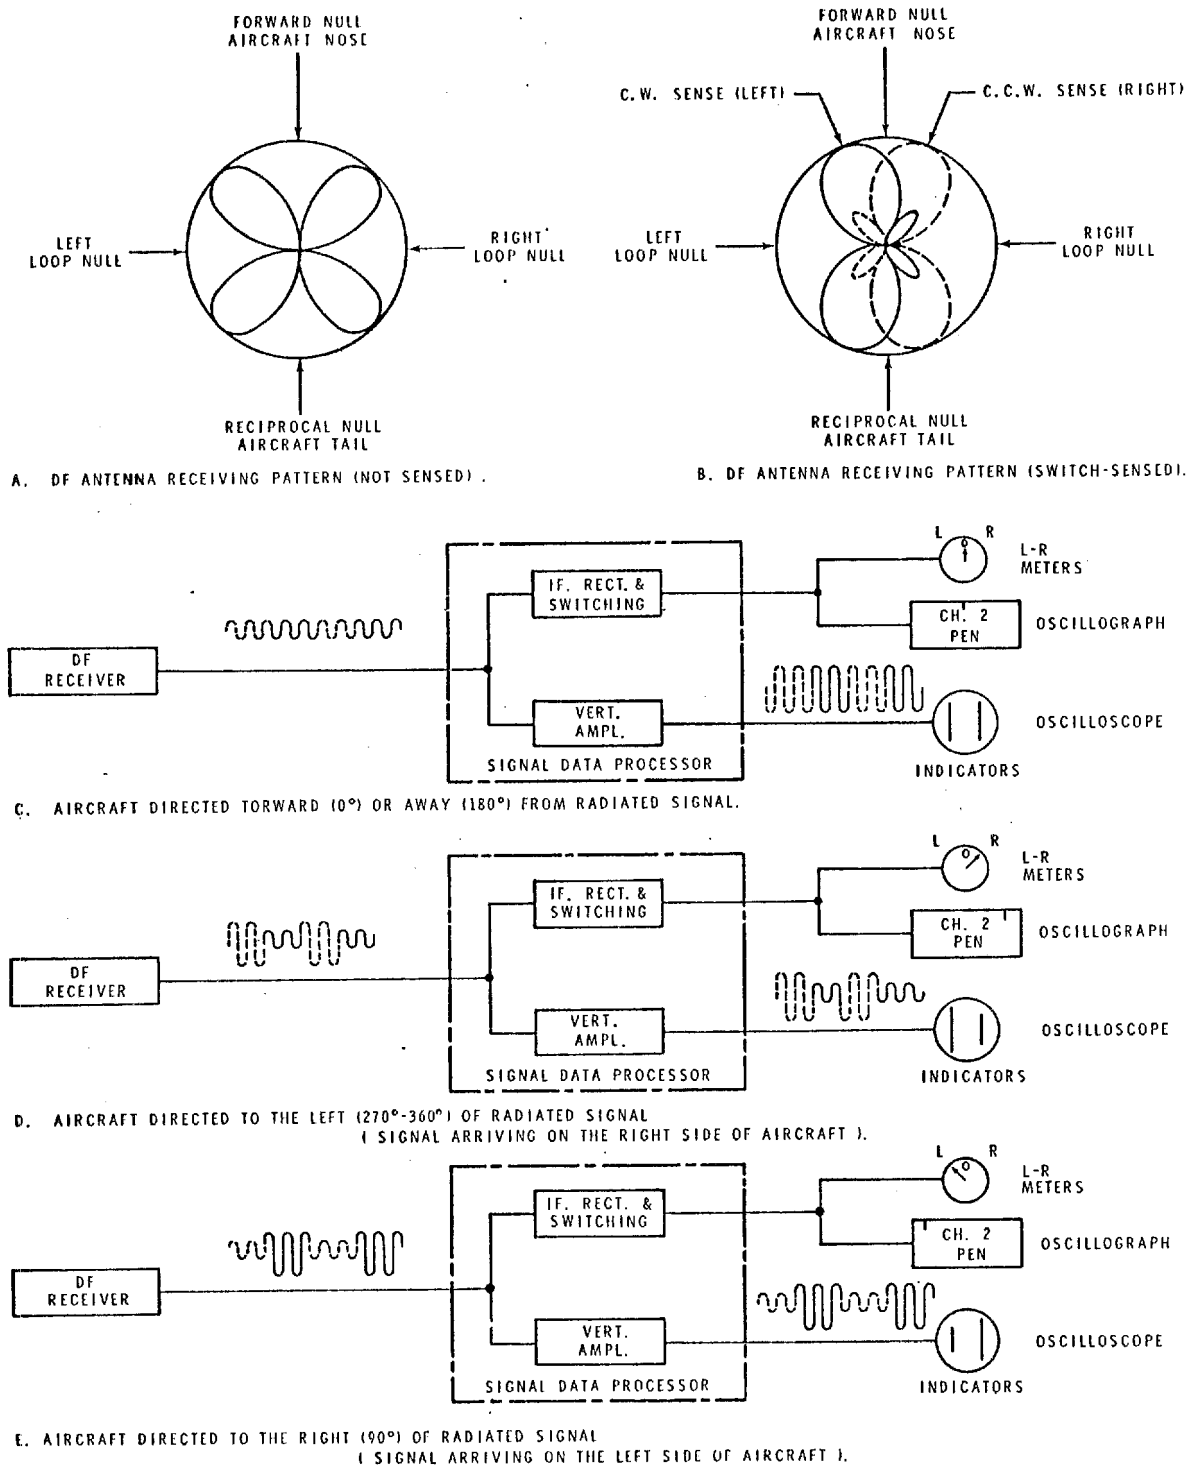 FORWARD NULL
AIRCRAFT NOSE
LEFT
LOOP NULL
RIGHT
LOOP NULL
RECIPROCAL NULL
AIRCRAFT TAIL
A. DF ANTENNA RECEIVING PATTERN (NOT SENSED).
FORWARD NULL
AIRCRAFT NOSE
C.W. SENSE (LEFT)
C.C.W. SENSE (RIGHT)
LEFT
LOOP NULL
RIGHT
LOOP NULL
RECIPROCAL NULL
AIRCRAFT TAIL
B. DF ANTENNA RECEIVING PATTERN (SWITCH-SENSED).
DF
RECEIVER
IF. RECT. &
SWITCHING
VERT.
AMPL.
SIGNAL DATA PROCESSOR
L O R
L-R
METERS
CH. 2
PEN
OSCILLOGRAPH
OSCILLOSCOPE
INDICATORS
C. AIRCRAFT DIRECTED TORWARD (0°) OR AWAY (180°) FROM RADIATED SIGNAL.
DF
RECEIVER
IF. RECT. &
SWITCHING
VERT.
AMPL.
SIGNAL DATA PROCESSOR
L O R
L-R
METERS
CH. 2
PEN
OSCILLOGRAPH
OSCILLOSCOPE
INDICATORS
D. AIRCRAFT DIRECTED TO THE LEFT (270°-360°) OF RADIATED SIGNAL
( SIGNAL ARRIVING ON THE RIGHT SIDE OF AIRCRAFT ).
DF
RECEIVER
IF. RECT. &
SWITCHING
VERT.
AMPL.
SIGNAL DATA PROCESSOR
L O R
L-R
METERS
CH. 2
PEN
OSCILLOGRAPH
OSCILLOSCOPE
INDICATORS
E. AIRCRAFT DIRECTED TO THE RIGHT (90°) OF RADIATED SIGNAL
( SIGNAL ARRIVING ON THE LEFT SIDE OF AIRCRAFT ).